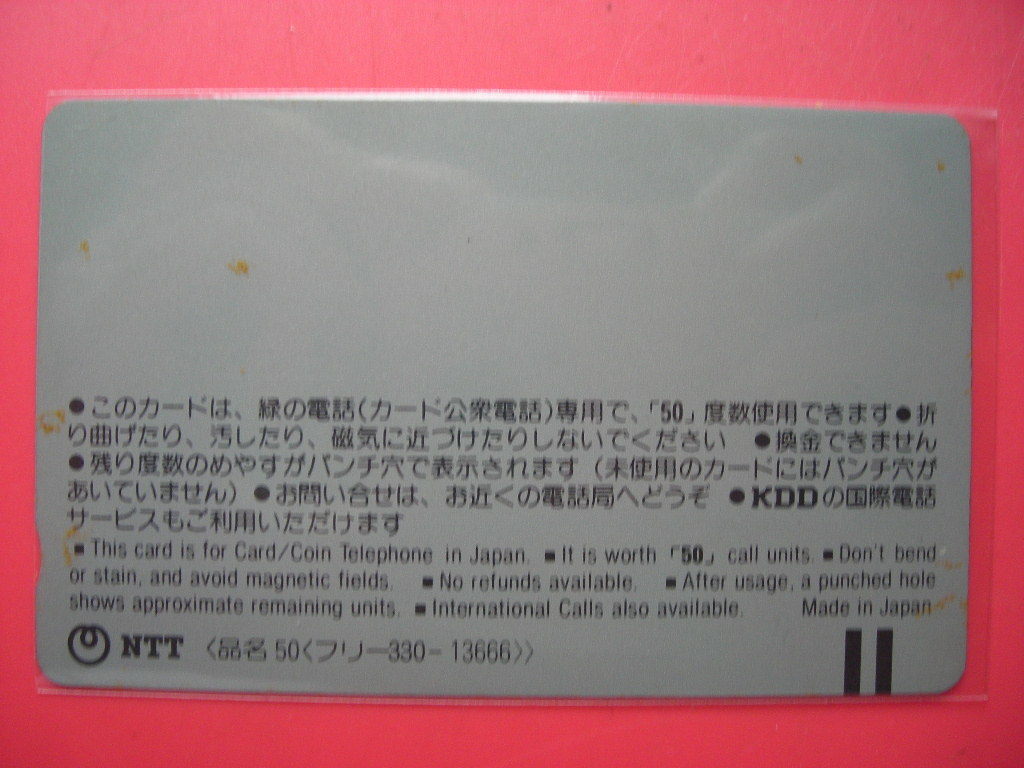 ●このカードは、緑の電話(カード公衆電話)専用で、「50」度数使用できます●折
り曲げたり、汚したり、磁気に近づけたりしないでください ●換金できません
●残り度数のめやすがパンチ穴で表示されます（未使用のカードにはパンチ穴が
あいていません）●お問い合せは、お近くの電話局へどうぞ ●KDDの国際電話
サービスもご利用いただけます
■This card is for Card/Coin Telephone in Japan. ■It is worth「50」call units. ■Don't bend
or stain, and avoid magnetic fields. ■No refunds available. ■After usage, a punched hole
shows approximate remaining units. ■International Calls also available. Made in Japan
NTT 〈品名 50〈フリー330-13666〉〉